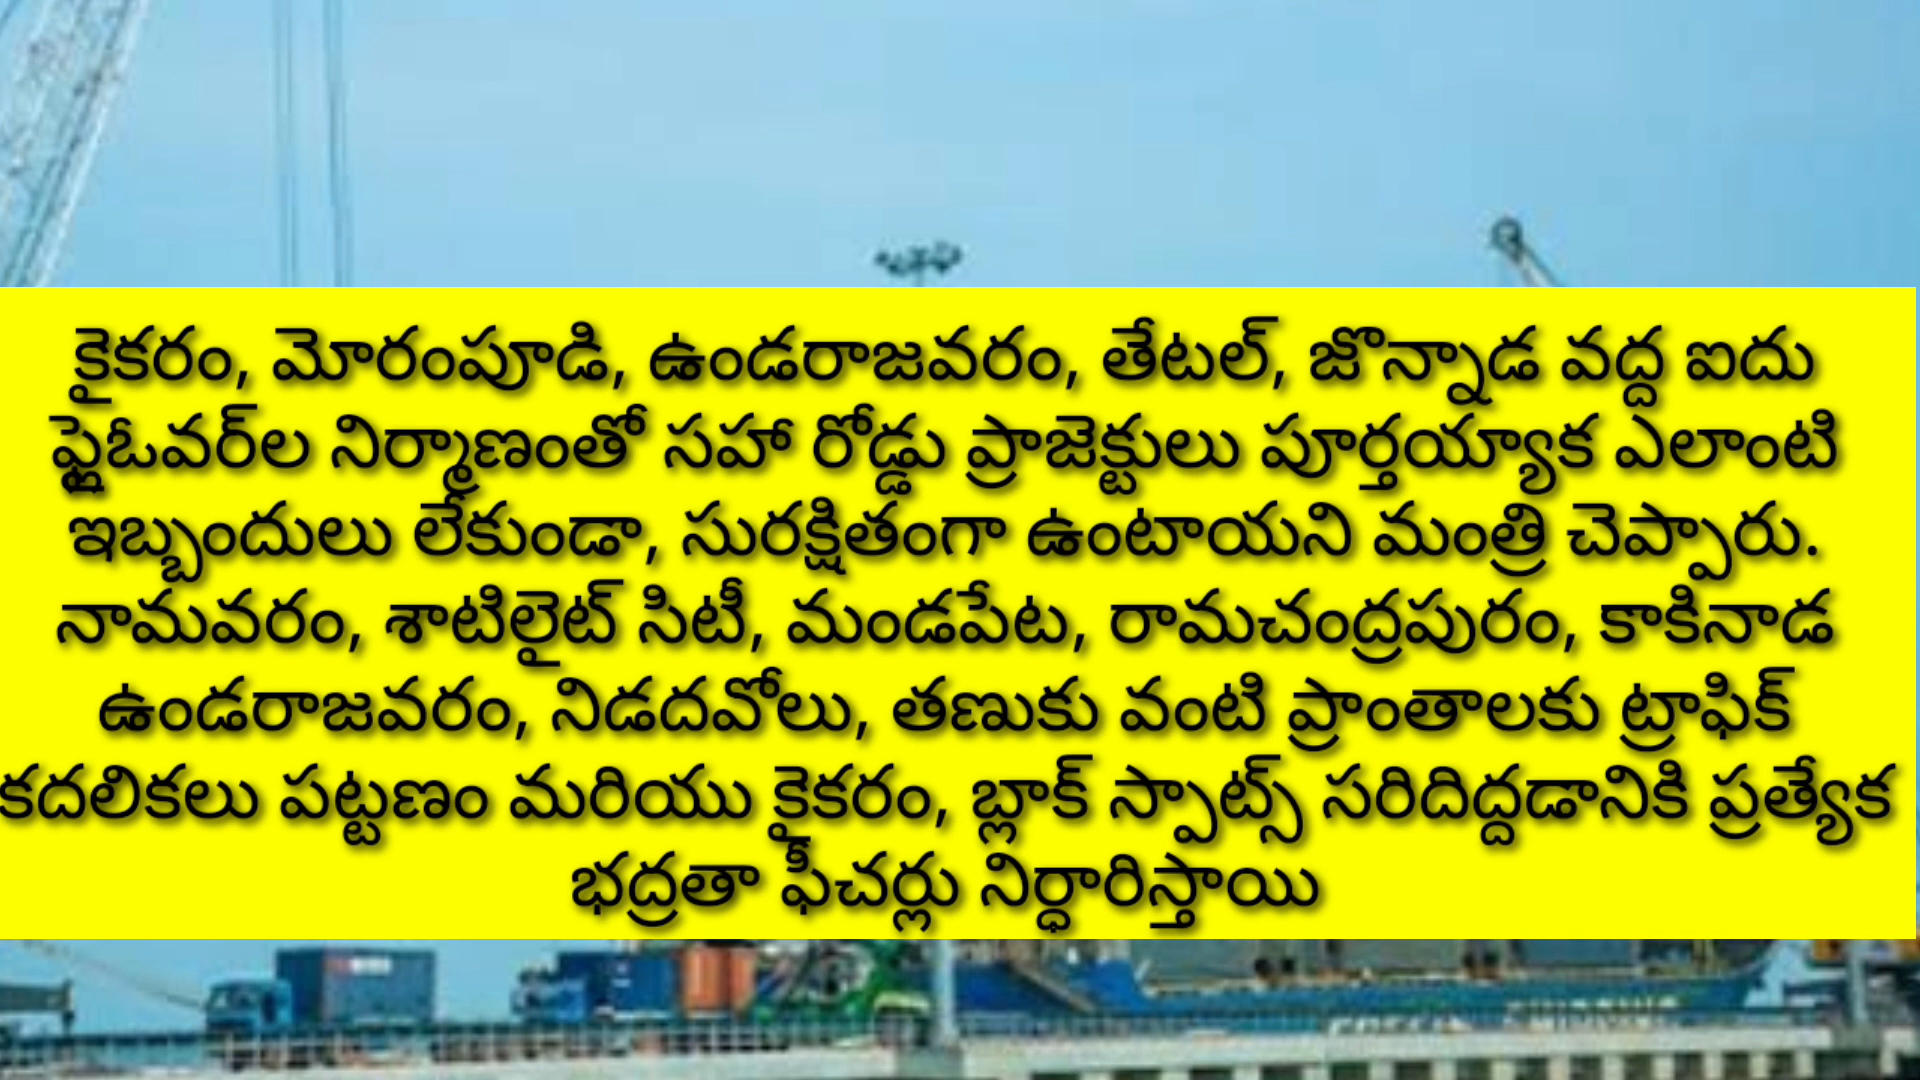 కైకరం, మోరంపూడి, ఉండరాజవరం, తేటల్, జొన్నాడ వద్ద ఐదు
ఫ్లైఓవర్‌ల నిర్మాణంతో సహా రోడ్డు ప్రాజెక్టులు పూర్తయ్యాక ఎలాంటి
ఇబ్బందులు లేకుండా, సురక్షితంగా ఉంటాయని మంత్రి చెప్పారు.
నామవరం, శాటిలైట్ సిటీ, మండపేట, రామచంద్రపురం, కాకినాడ
ఉండరాజవరం, నిడదవోలు, తణుకు వంటి ప్రాంతాలకు ట్రాఫిక్
కదలికలు పట్టణం మరియు కైకరం, బ్లాక్ స్పాట్స్ సరిదిద్దడానికి ప్రత్యేక
భద్రతా ఫీచర్లు నిర్ధారిస్తాయి